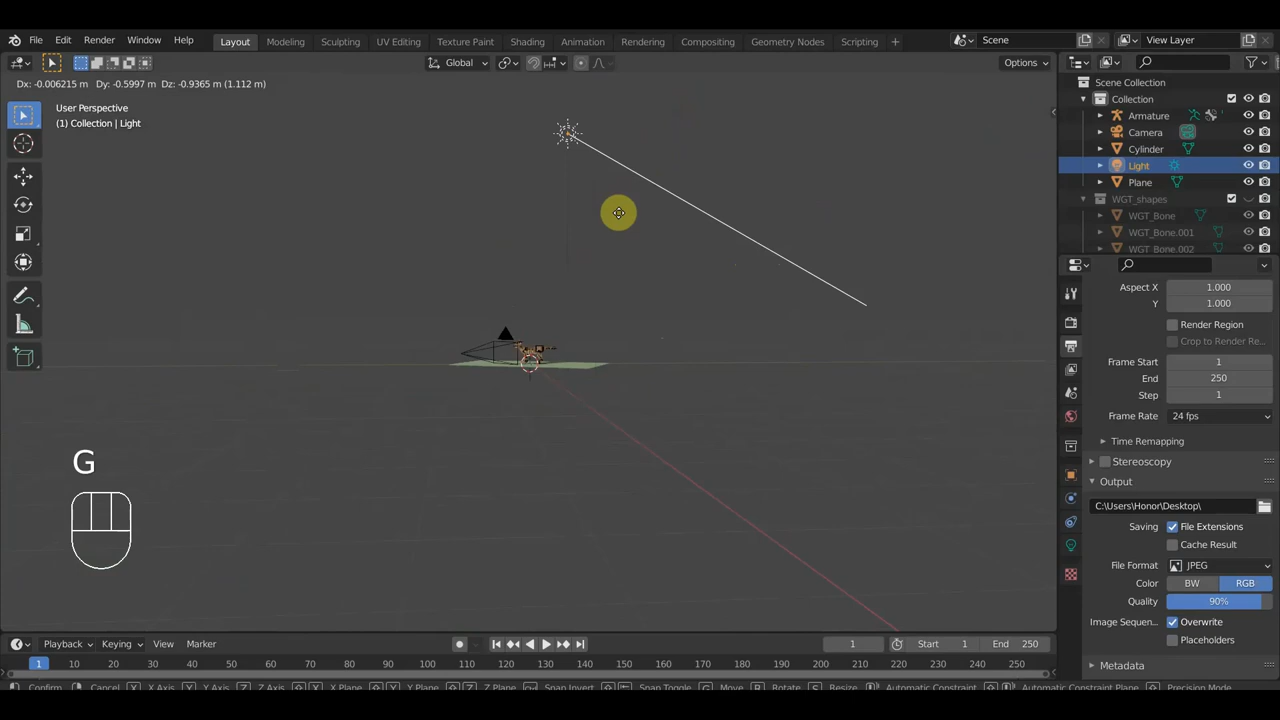 File Edit Render Window Help Layout Modeling Sculpting UV Editing Texture Paint Shading Animation Rendering Compositing Geometry Nodes Scripting + Scene View Layer
Global Options
Dx: -0.006215 m Dy: -0.5997 m Dz: -0.9365 m (1.112 m)
User Perspective
(1) Collection | Light
G
Scene Collection
Collection
Armature
Camera
Cylinder
Light
Plane
WGT_shapes
WGT_Bone
WGT_Bone.001
WGT_Bone.002
Aspect X 1.000
Y 1.000
Render Region
Crop to Render Re...
Frame Start 1
End 250
Step 1
Frame Rate 24 fps
Time Remapping
Stereoscopy
Output
C:\Users\Honor\Desktop\
Saving File Extensions
Cache Result
File Format JPEG
Color BW RGB
Quality 90%
Image Sequen... Overwrite
Placeholders
Metadata
Playback Keying View Marker 1 Start 1 End 250
1 10 20 30 40 50 60 70 80 90 100 110 120 130 140 150 160 170 180 190 200 210 220 230 240 250
Confirm Cancel X X Axis Y Y Axis Z Z Axis X X Plane Y Y Plane Z Z Plane Snap Invert Snap Toggle G Move R Rotate S Resize Automatic Constraint Automatic Constraint Plane Precision Mode